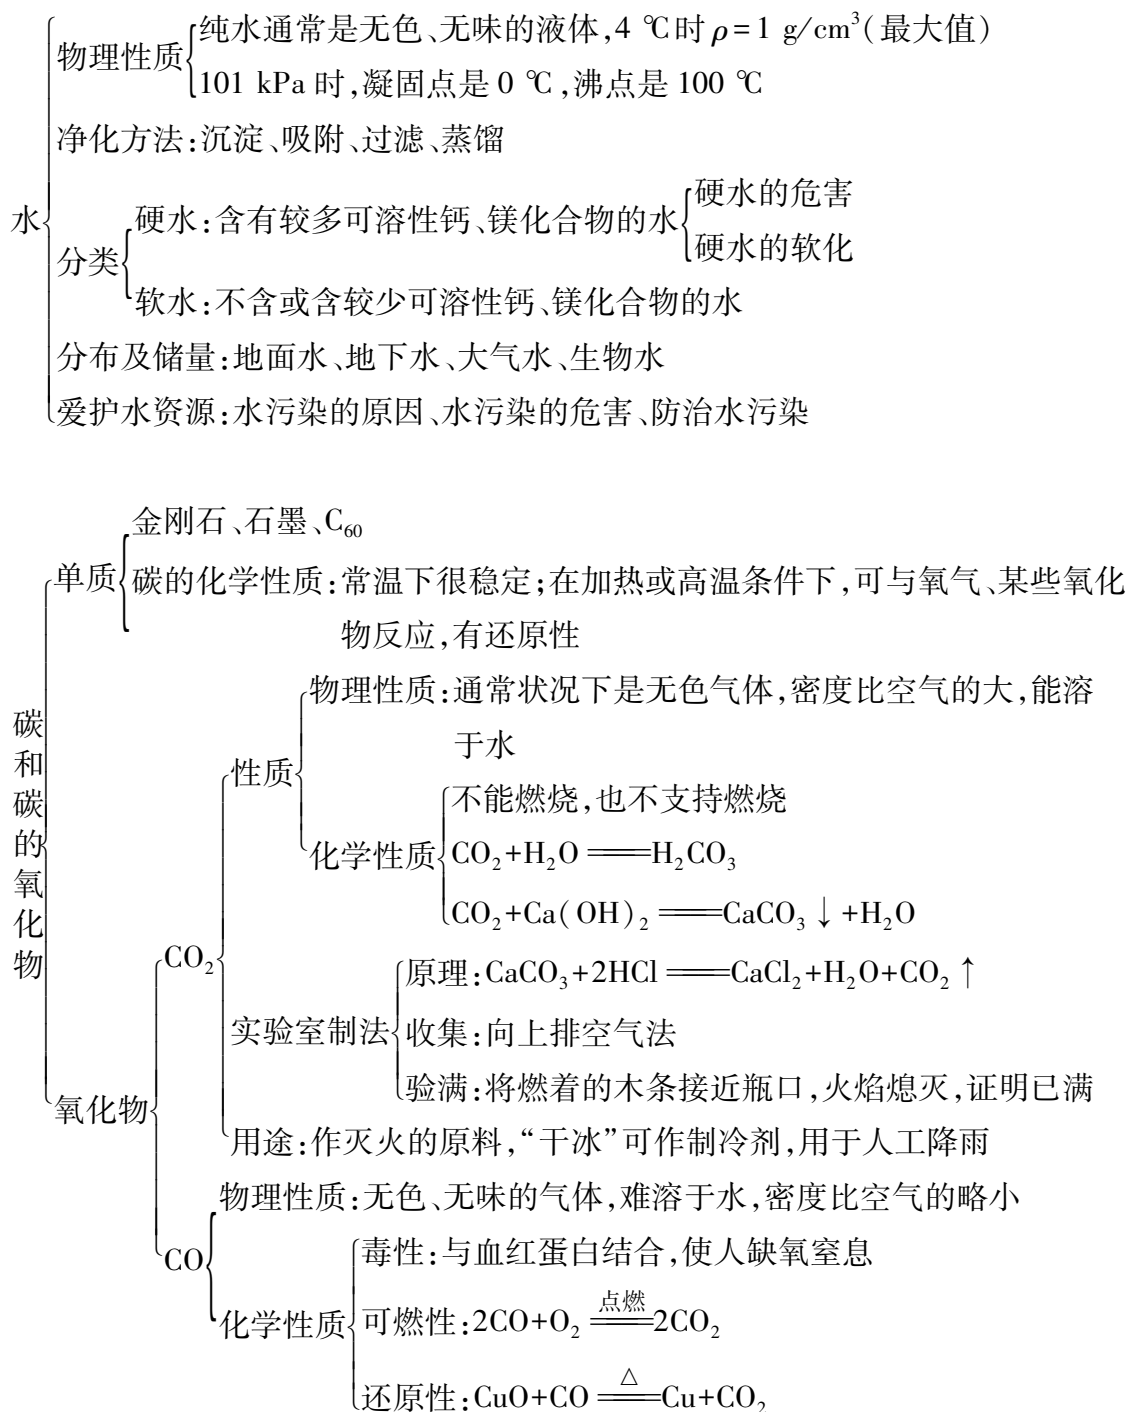 纯水通常是无色、无味的液体,4 ℃时ρ=1 g/cm³(最大值)
物理性质
101 kPa 时,凝固点是 0 ℃,沸点是 100 ℃
净化方法:沉淀、吸附、过滤、蒸馏
硬水的危害
水
硬水:含有较多可溶性钙、镁化合物的水
硬水的软化
分类
软水:不含或含较少可溶性钙、镁化合物的水
分布及储量:地面水、地下水、大气水、生物水
爱护水资源:水污染的原因、水污染的危害、防治水污染
金刚石、石墨、C₆₀
单质
碳的化学性质:常温下很稳定;在加热或高温条件下,可与氧气、某些氧化
物反应,有还原性
碳和碳的氧化物
物理性质:通常状况下是无色气体,密度比空气的大,能溶
于水
性质
不能燃烧,也不支持燃烧
化学性质
CO₂+H₂O══H₂CO₃
CO₂+Ca(OH)₂══CaCO₃↓+H₂O
CO₂
原理:CaCO₃+2HCl══CaCl₂+H₂O+CO₂↑
实验室制法
收集:向上排空气法
验满:将燃着的木条接近瓶口,火焰熄灭,证明已满
氧化物
用途:作灭火的原料,“干冰”可作制冷剂,用于人工降雨
物理性质:无色、无味的气体,难溶于水,密度比空气的略小
CO
毒性:与血红蛋白结合,使人缺氧窒息
化学性质
点燃
可燃性:2CO+O₂══2CO₂
△
还原性:CuO+CO══Cu+CO₂